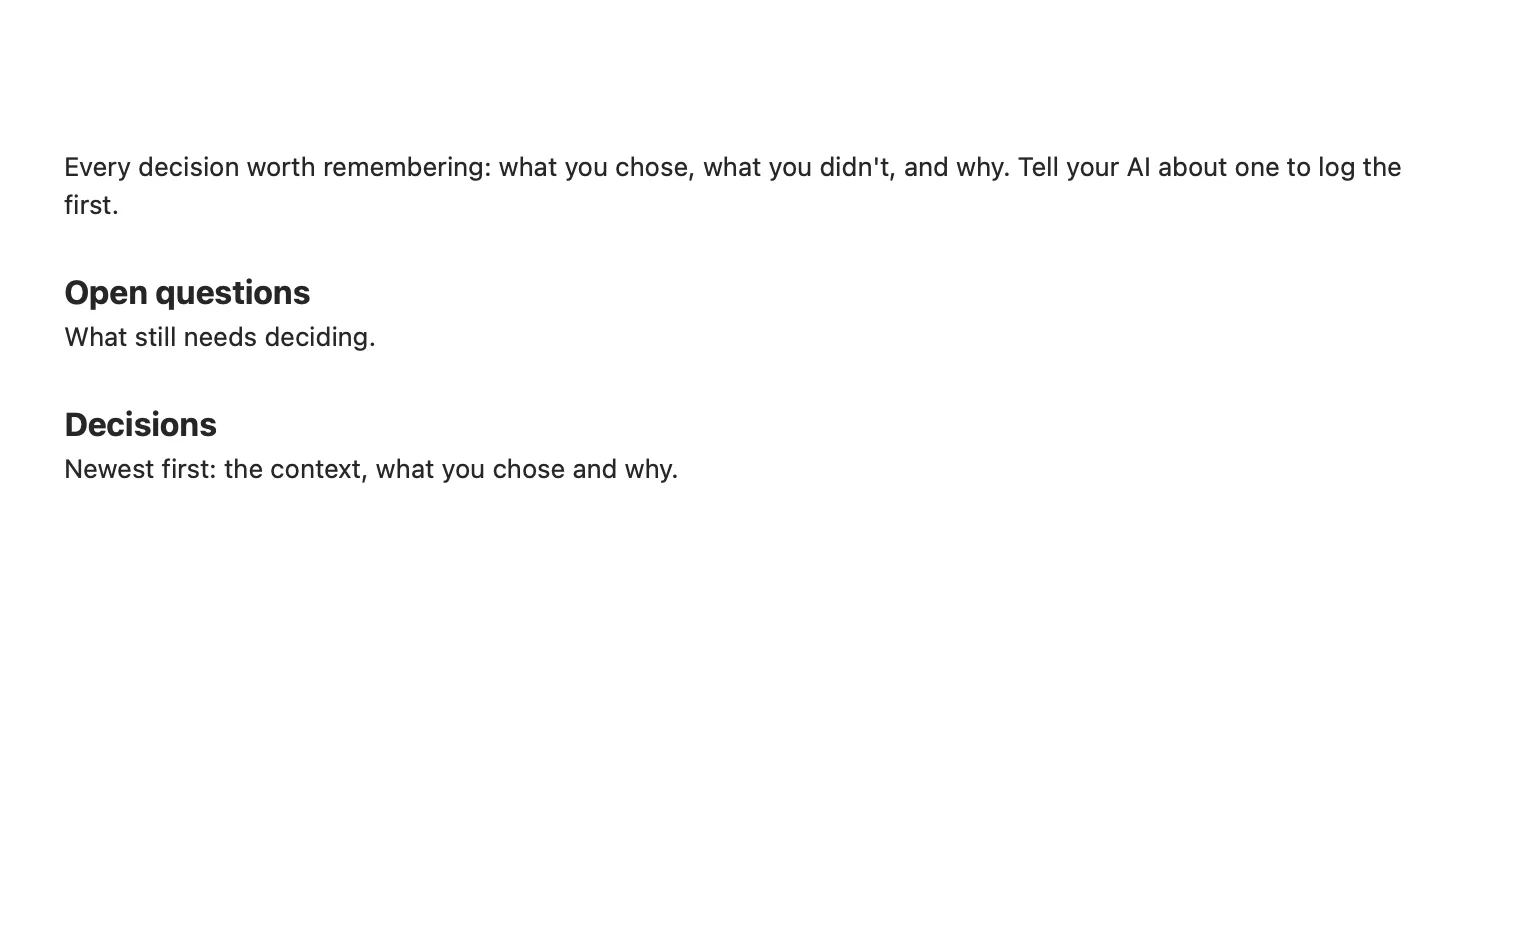 Every decision worth remembering: what you chose, what you didn't, and why. Tell your AI about one to log the
first.
Open questions
What still needs deciding.
Decisions
Newest first: the context, what you chose and why.